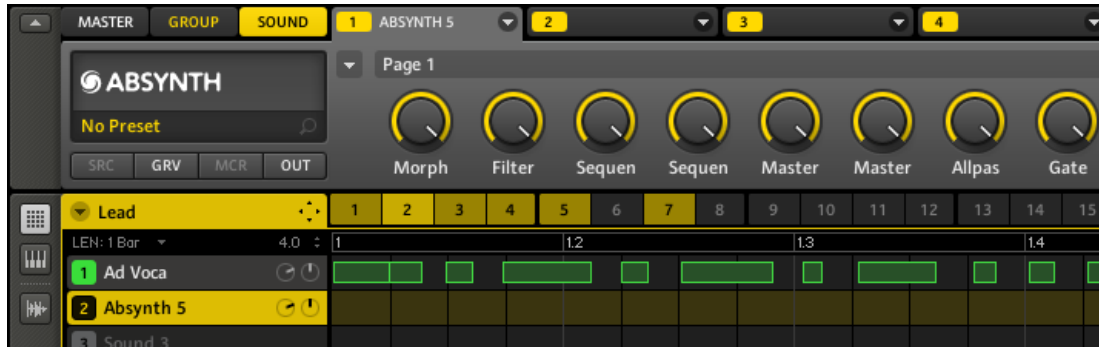 MASTER GROUP SOUND 1 ABSYNTH 5 2 3 4
ABSYNTH
Page 1
No Preset
SRC GRV MCR OUT
Morph Filter Sequen Sequen Master Master Allpas Gate
Lead 1 2 3 4 5 6 7 8 9 10 11 12 13 14 15
LEN: 1 Bar 4.0 1 1.2 1.3 1.4
1 Ad Voca
2 Absynth 5
3 Sound 3